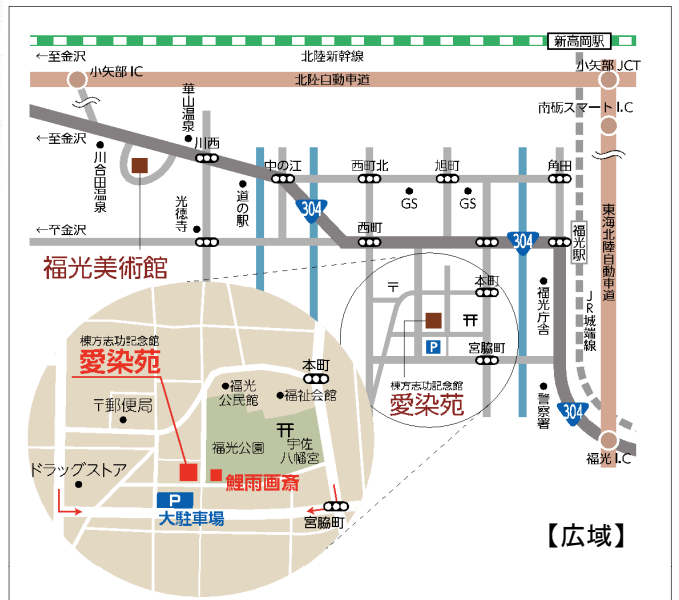 新高岡駅
←至金沢
北陸新幹線
小矢部IC
北陸自動車道
小矢部JCT
南砺スマートI.C
華山温泉
←至金沢
川合田温泉
川西
中の江
西町北
旭町
角田
道の駅
GS
GS
光徳寺
304
福光駅
東海北陸自動車道
←至金沢
西町
304
福光美術館
〒
本町
福光庁舎
JR城端線
P
宮脇町
棟方志功記念館
愛染苑
警察署
304
福光I.C
棟方志功記念館
愛染苑
本町
福光
公民館
福祉会館
〒郵便局
福光公園
宇佐
八幡宮
ドラッグストア
鯉雨画斎
P
大駐車場
宮脇町
【広域】